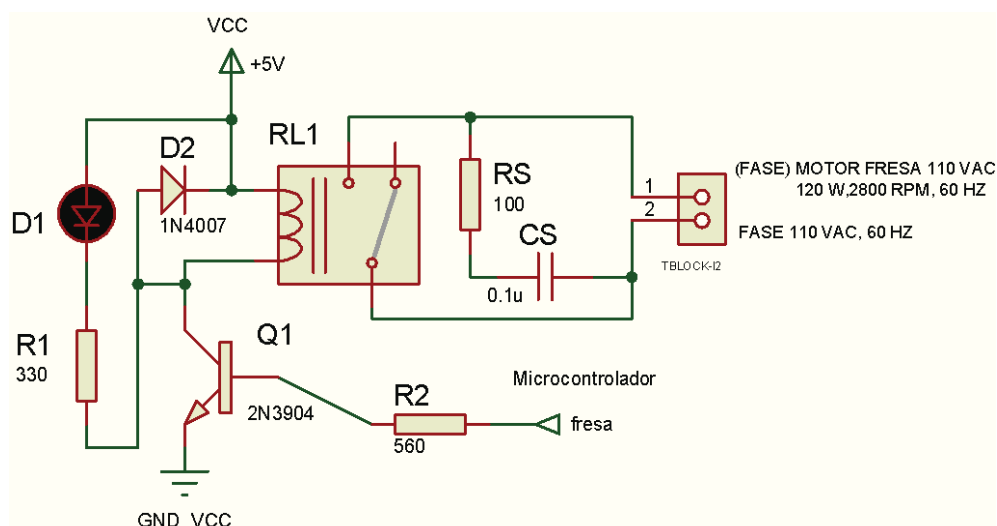 VCC
+5V
RL1
D2
1N4007
D1
RS
100
CS
0.1u
1
2
(FASE) MOTOR FRESA 110 VAC
120 W,2800 RPM, 60 HZ
FASE 110 VAC, 60 HZ
TBLOCK-I2
R1
330
Q1
2N3904
R2
560
Microcontrolador
fresa
GND_VCC